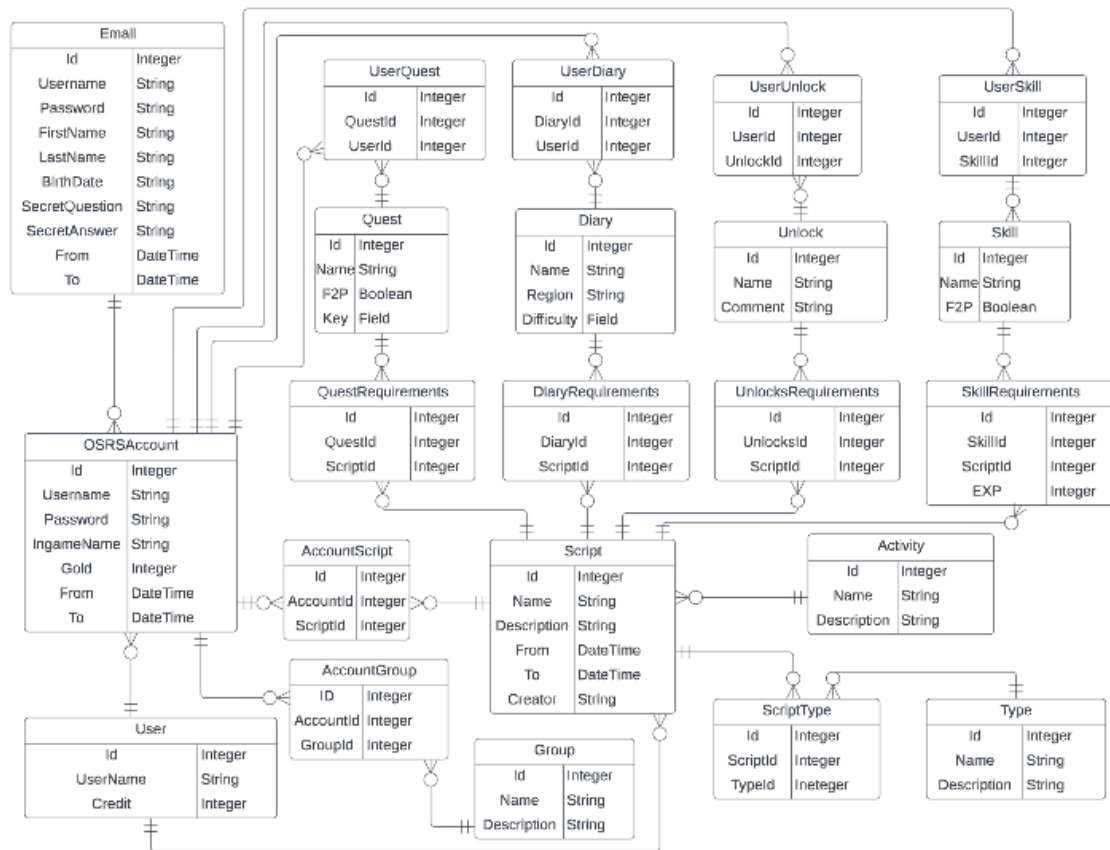 Email
Id Integer
Username String
Password String
FirstName String
LastName String
BirthDate String
SecretQuestion String
SecretAnswer String
From DateTime
To DateTime
UserQuest
Id Integer
QuestId Integer
UserId Integer
UserDiary
Id Integer
DiaryId Integer
UserId Integer
UserUnlock
Id Integer
UserId Integer
UnlockId Integer
UserSkill
Id Integer
UserId Integer
SkillId Integer
Quest
Id Integer
Name String
F2P Boolean
Key Field
Diary
Id Integer
Name String
Region String
Difficulty Field
Unlock
Id Integer
Name String
Comment String
Skill
Id Integer
Name String
F2P Boolean
QuestRequirements
Id Integer
QuestId Integer
ScriptId Integer
DiaryRequirements
Id Integer
DiaryId Integer
ScriptId Integer
UnlocksRequirements
Id Integer
UnlocksId Integer
ScriptId Integer
SkillRequirements
Id Integer
SkillId Integer
ScriptId Integer
EXP Integer
OSRSAccount
Id Integer
Username String
Password String
IngameName String
Gold Integer
From DateTime
To DateTime
AccountScript
Id Integer
AccountId Integer
ScriptId Integer
Script
Id Integer
Name String
Description String
From DateTime
To DateTime
Creator String
Activity
Id Integer
Name String
Description String
AccountGroup
ID Integer
AccountId Integer
GroupId Integer
ScriptType
Id Integer
ScriptId Integer
TypeId Ineteger
Type
Id Integer
Name String
Description String
User
Id Integer
UserName String
Credit Integer
Group
Id Integer
Name String
Description String